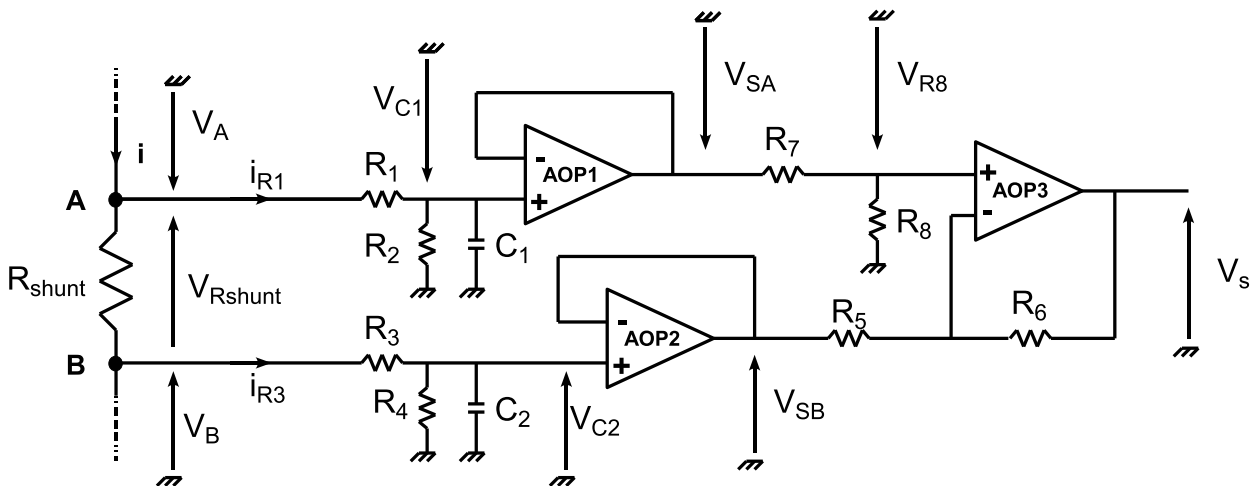 V_SA
V_R8
V_C1
V_A
i
R_7
i_R1
R_1
-
AOP1
+
AOP3
A
+
-
R_2
C_1
R_8
V_Rshunt
R_shunt
V_s
R_3
-
AOP2
R_5
R_6
B
+
i_R3
R_4
C_2
V_C2
V_SB
V_B